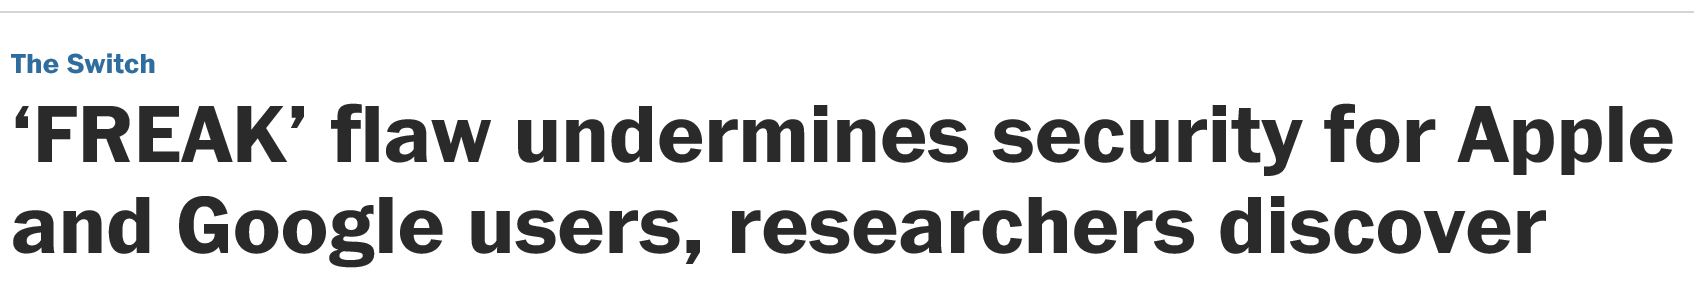 The Switch
‘FREAK’ flaw undermines security for Apple
and Google users, researchers discover